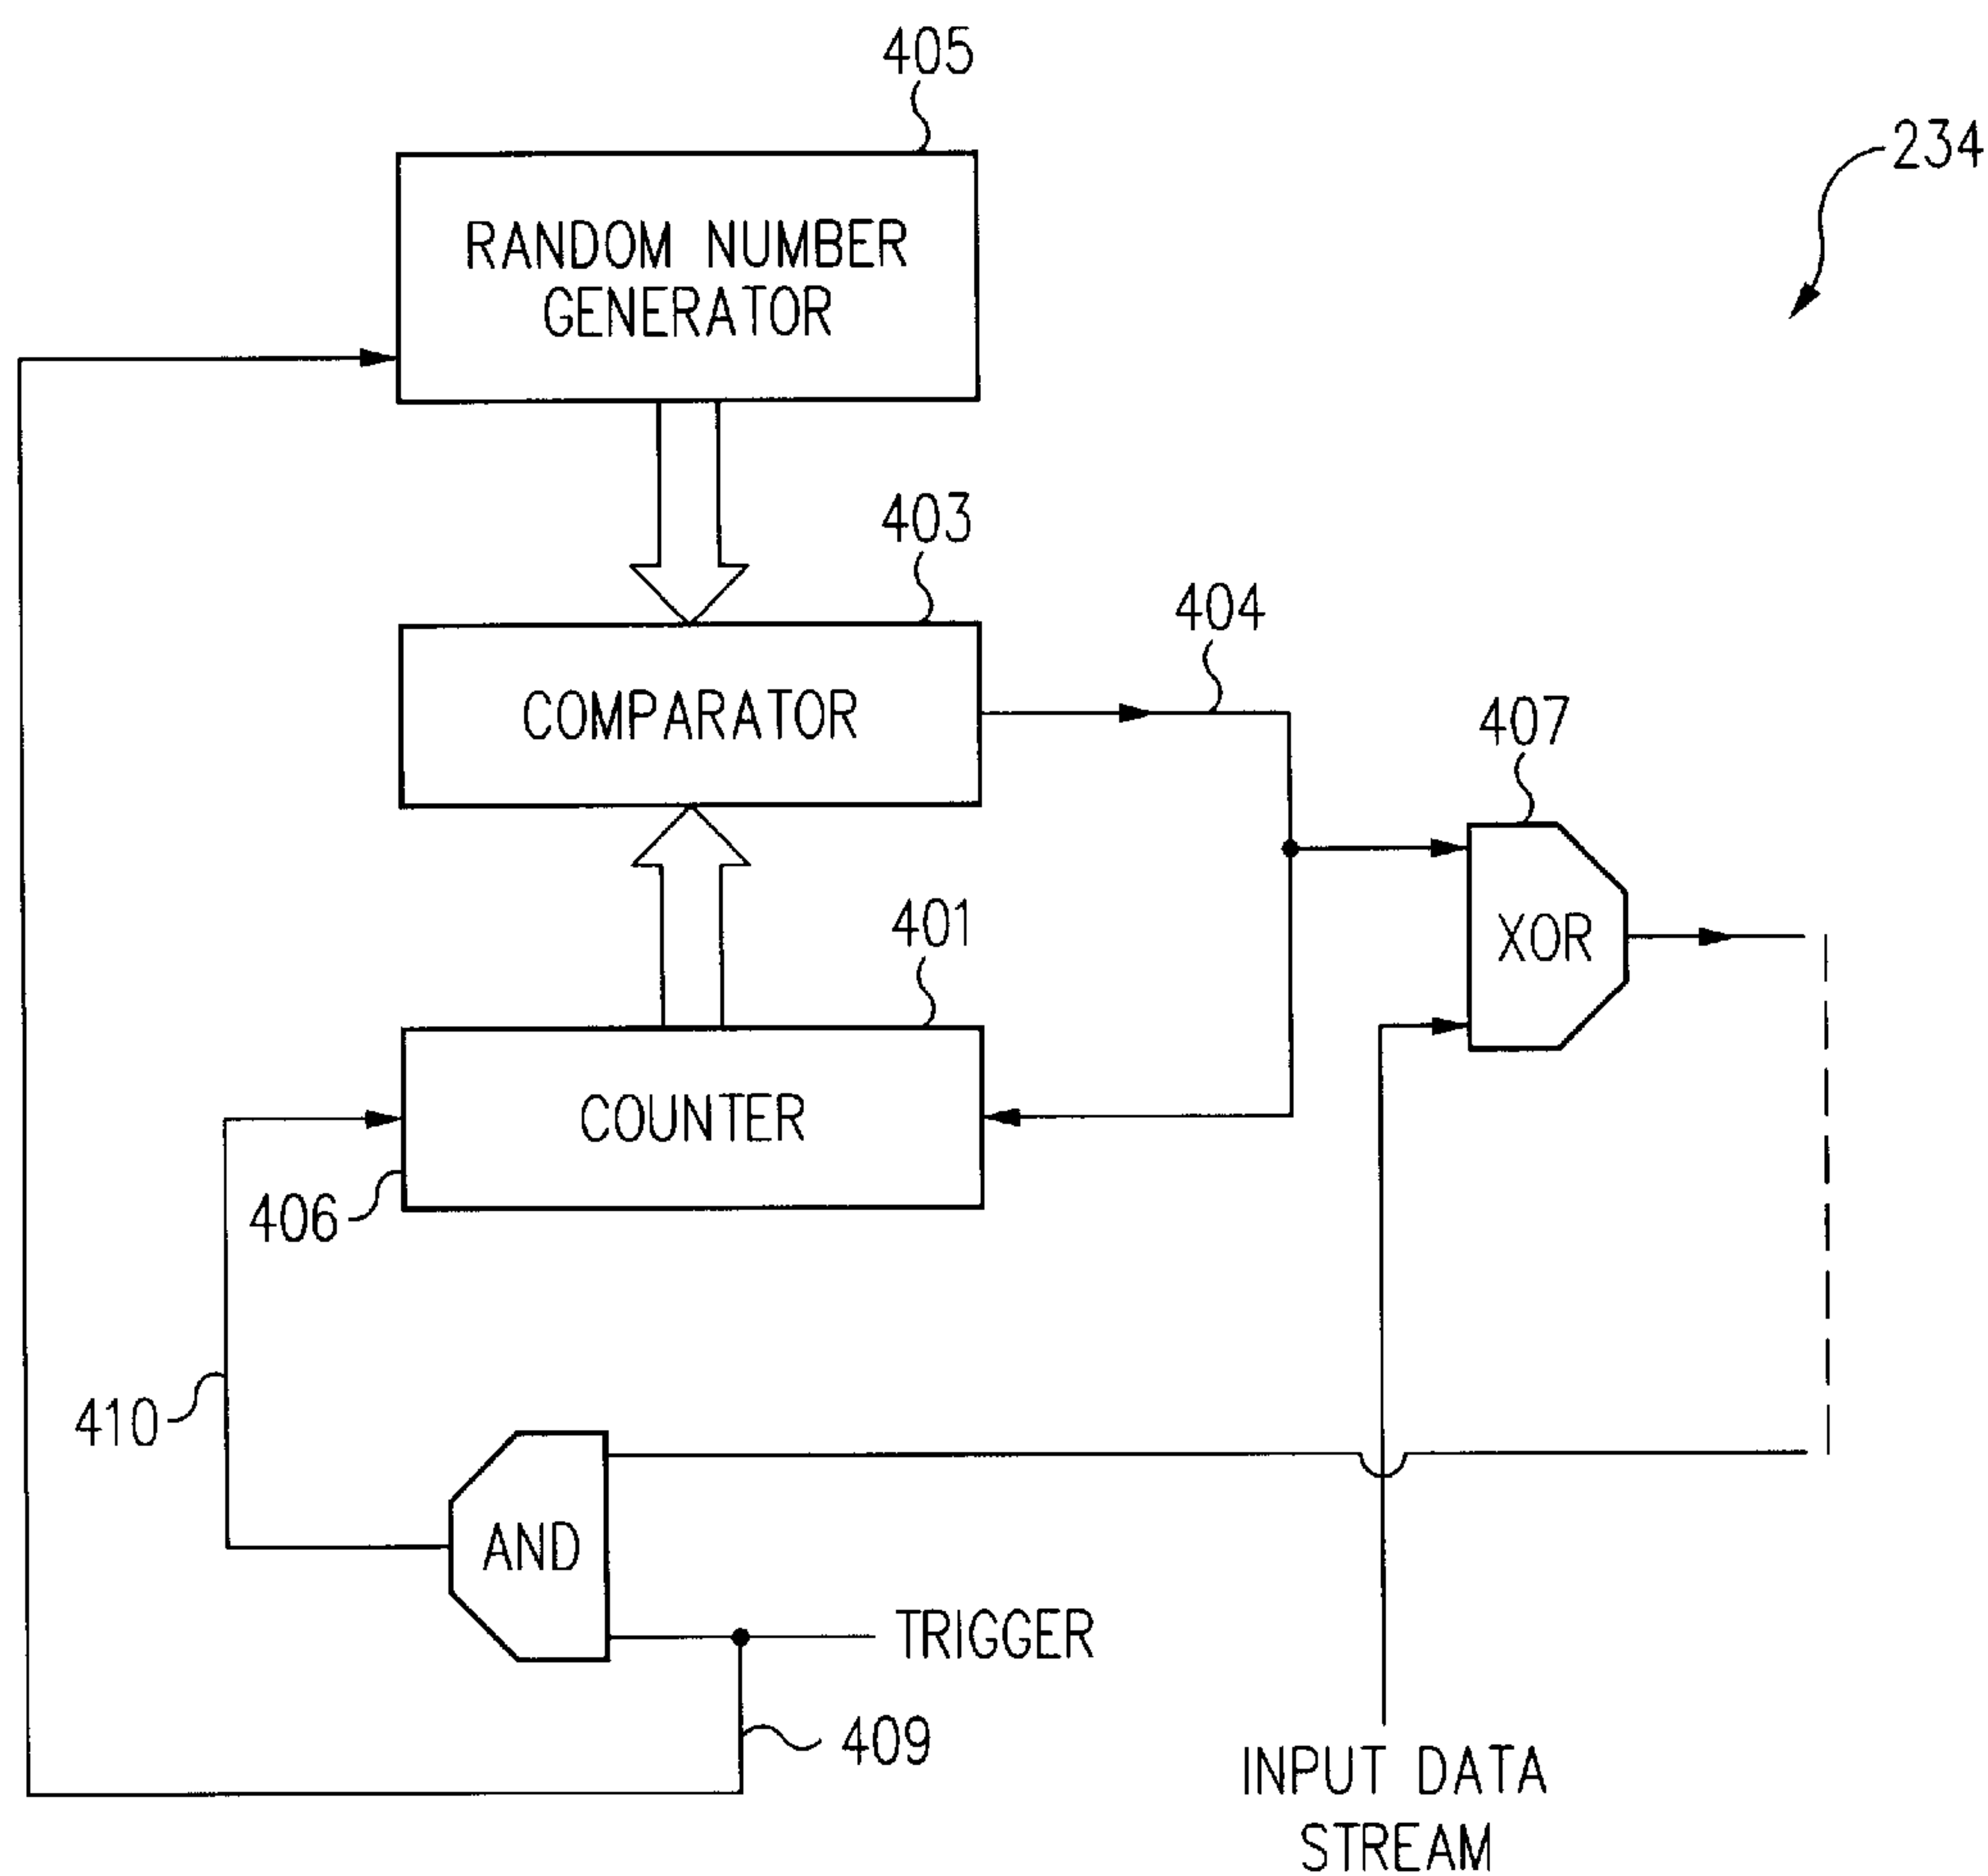 405
234
RANDOM NUMBER
GENERATOR
403
404
COMPARATOR
407
401
XOR
COUNTER
406
410
AND
TRIGGER
409
INPUT DATA
STREAM